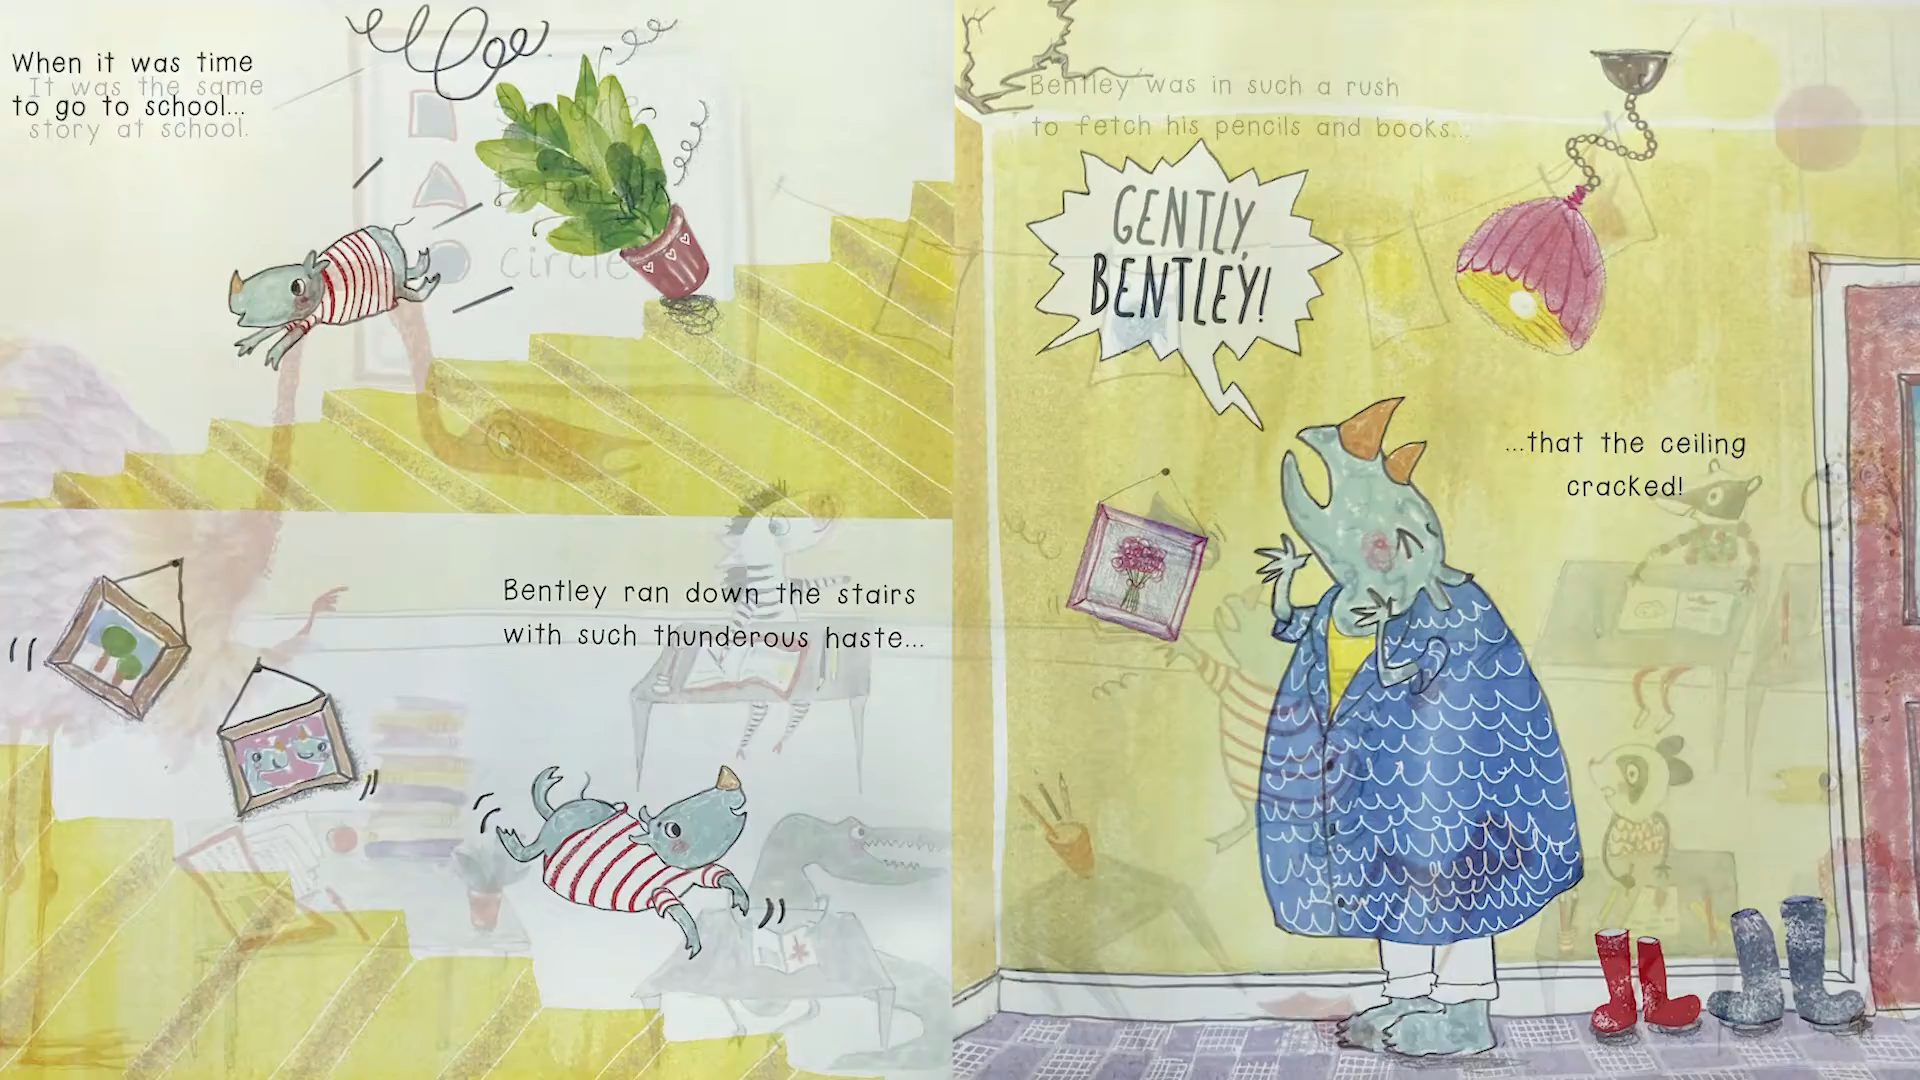 When it was time
to go to school...
It was the same
story at school.
Circle
Bentley ran down the stairs
with such thunderous haste...
Bentley was in such a rush
to fetch his pencils and books...
GENTLY,
BENTLEY!
...that the ceiling
cracked!